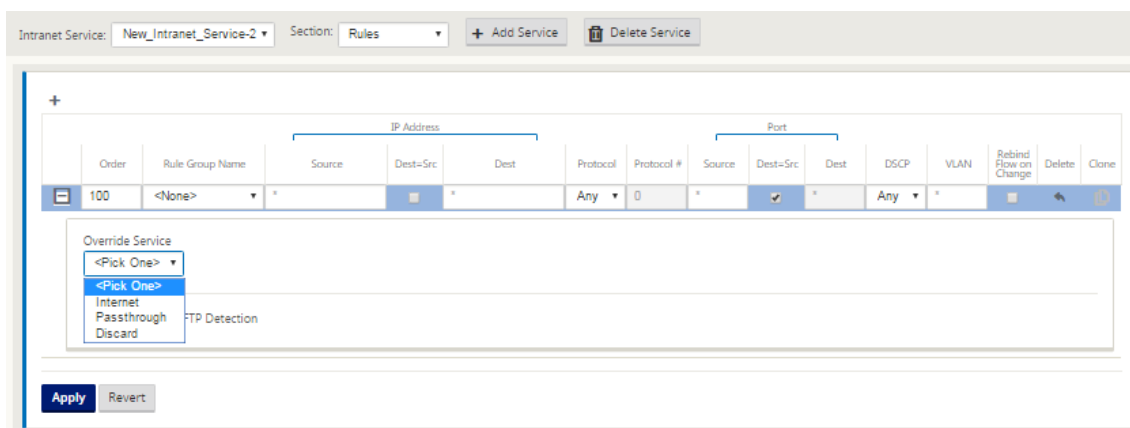 Intranet Service: New_Intranet_Service-2 Section: Rules + Add Service Delete Service
+
IP Address Port
Order Rule Group Name Source Dest=Src Dest Protocol Protocol # Source Dest=Src Dest DSCP VLAN Rebind Flow on Change Delete Clone
100 <None> * * Any 0 * * Any *
Override Service
<Pick One>
<Pick One>
Internet
Passthrough FTP Detection
Discard
Apply Revert